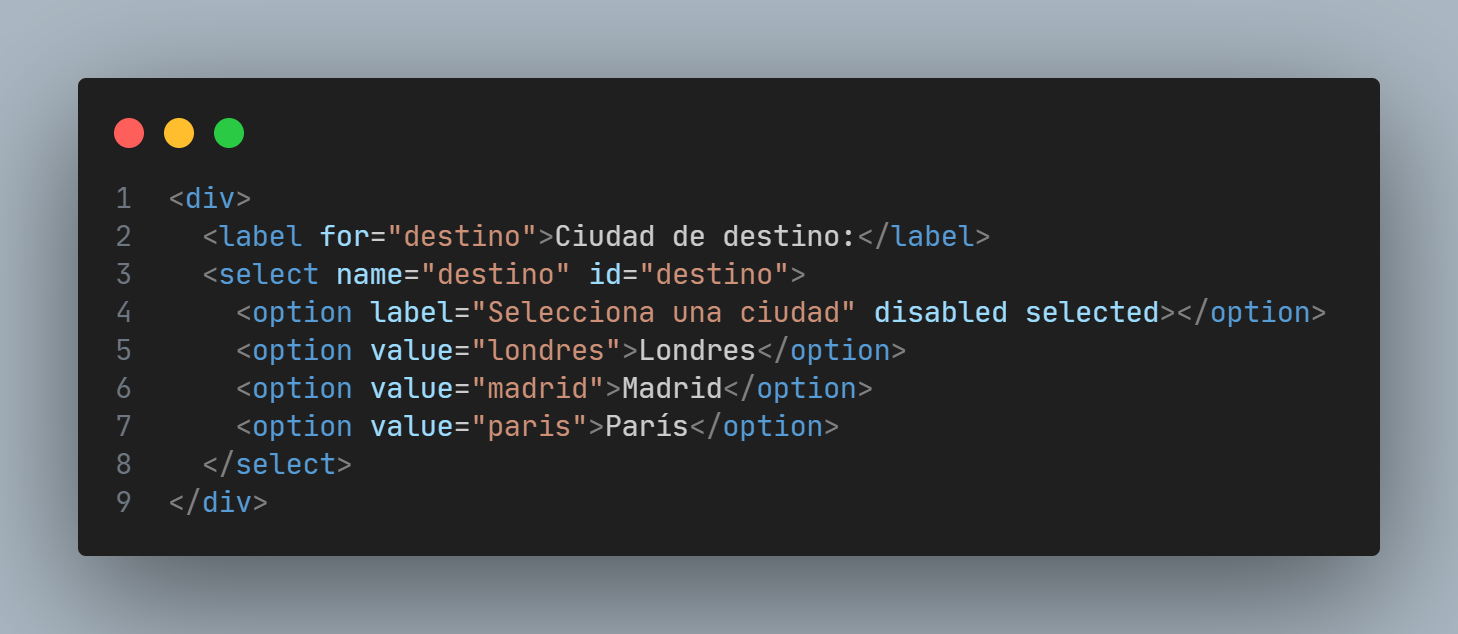 1 <div>
2   <label for="destino">Ciudad de destino:</label>
3   <select name="destino" id="destino">
4     <option label="Selecciona una ciudad" disabled selected></option>
5     <option value="londres">Londres</option>
6     <option value="madrid">Madrid</option>
7     <option value="paris">París</option>
8   </select>
9 </div>